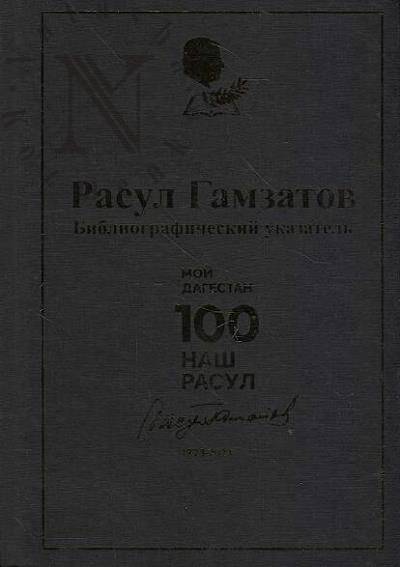 Расул Гамзатов
Библиографический указатель
МОЙ
ДАГЕСТАН
100
НАШ
РАСУЛ